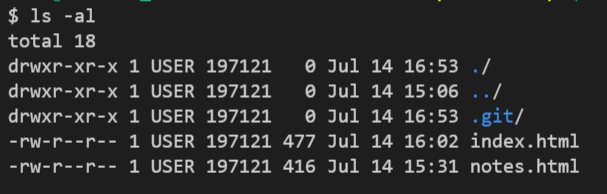 $ ls -al
total 18
drwxr-xr-x 1 USER 197121   0 Jul 14 16:53 ./
drwxr-xr-x 1 USER 197121   0 Jul 14 15:06 ../
drwxr-xr-x 1 USER 197121   0 Jul 14 16:53 .git/
-rw-r--r-- 1 USER 197121 477 Jul 14 16:02 index.html
-rw-r--r-- 1 USER 197121 416 Jul 14 15:31 notes.html